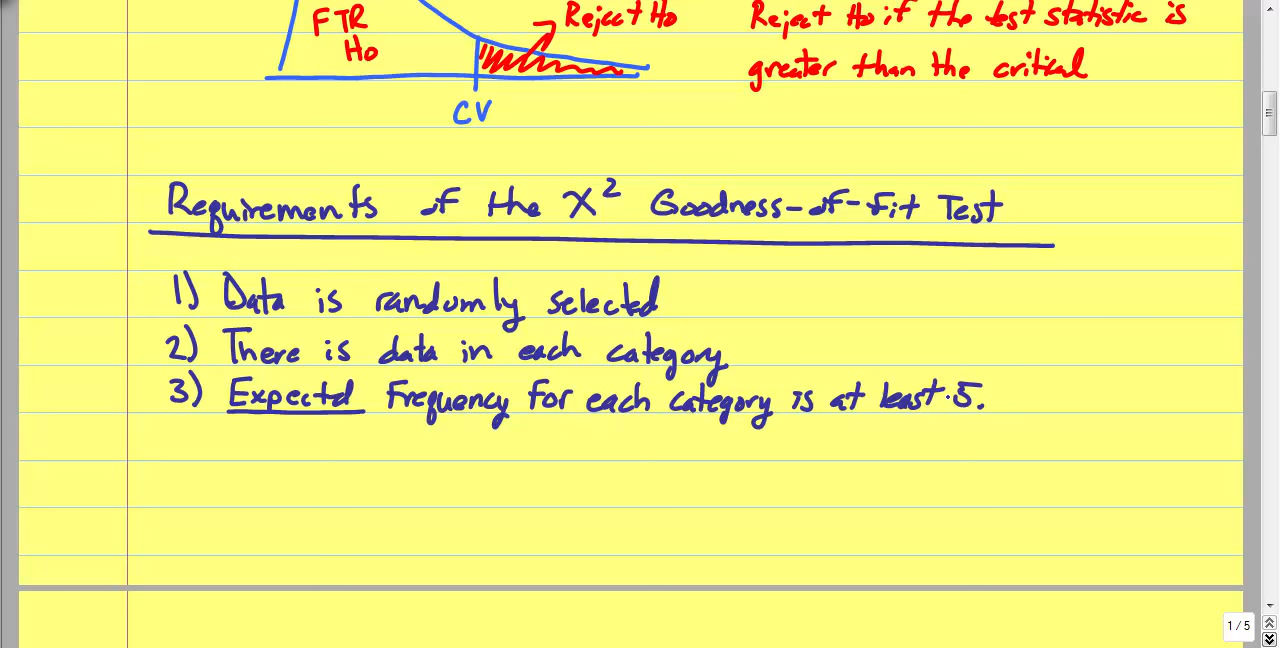 FTR
Ho
Reject Ho
CV
Reject Ho if the test statistic is
greater than the critical
Requirements of the X² Goodness-of-fit Test
1) Data is randomly selected
2) There is data in each category
3) Expectd Frequency for each category is at least 5.
1 / 5